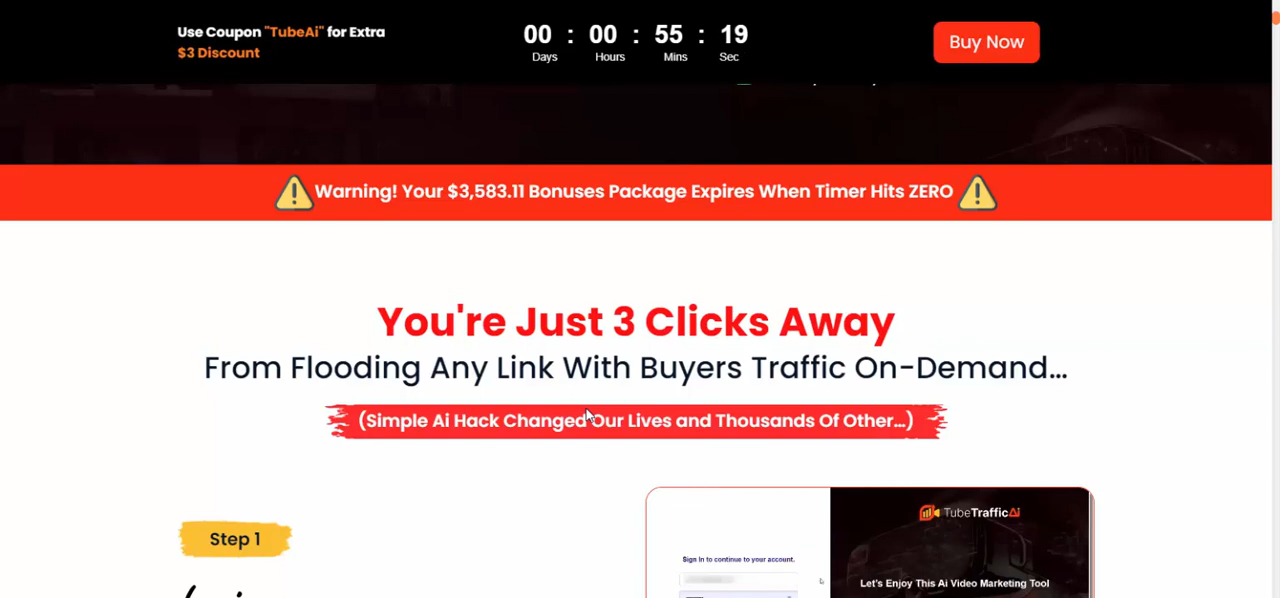 Use Coupon "TubeAi" for Extra
$3 Discount
00 : 00 : 55 : 19
Days Hours Mins Sec
Buy Now
Warning! Your $3,583.11 Bonuses Package Expires When Timer Hits ZERO
You're Just 3 Clicks Away
From Flooding Any Link With Buyers Traffic On-Demand...
(Simple Ai Hack Changed Our Lives and Thousands Of Other...)
Step 1
TubeTrafficAi
Sign In to continue to your account.
Let's Enjoy This Ai Video Marketing Tool